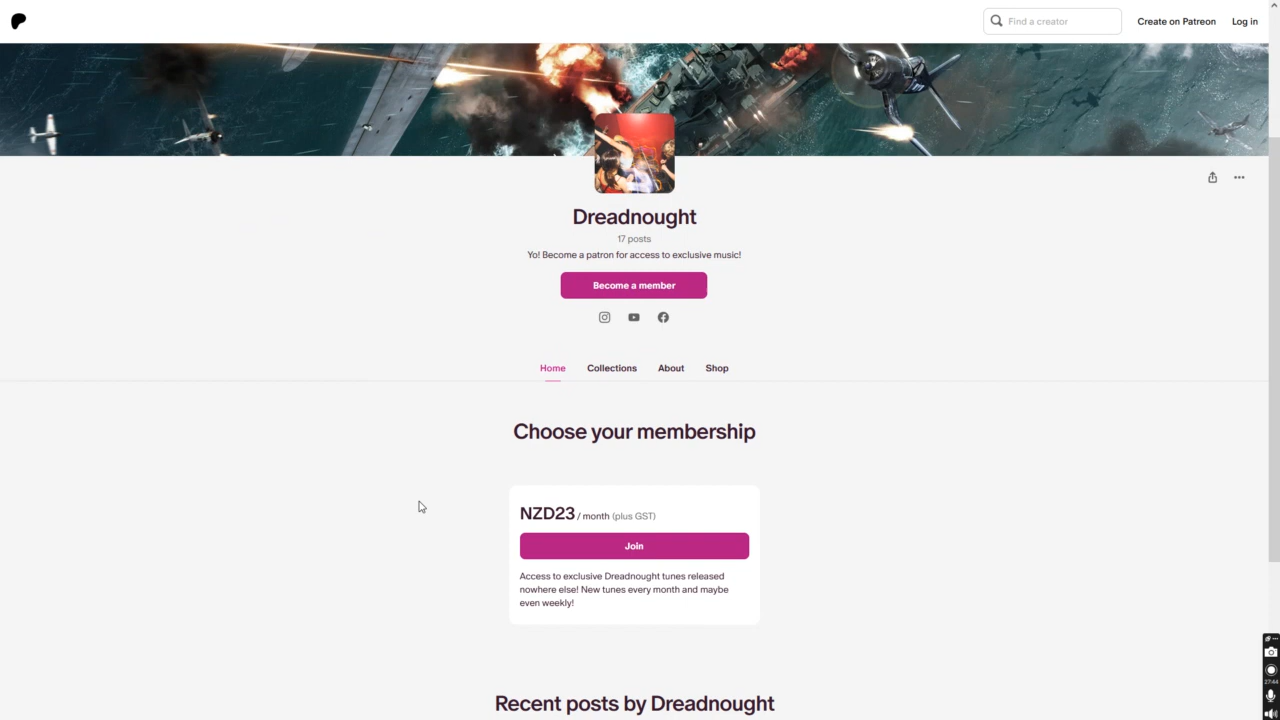 Find a creator
Create on Patreon
Log in
Dreadnought
17 posts
Yo! Become a patron for access to exclusive music!
Become a member
Home
Collections
About
Shop
Choose your membership
NZD23 / month (plus GST)
Join
Access to exclusive Dreadnought tunes released
nowhere else! New tunes every month and maybe
even weekly!
27:44
Recent posts by Dreadnought